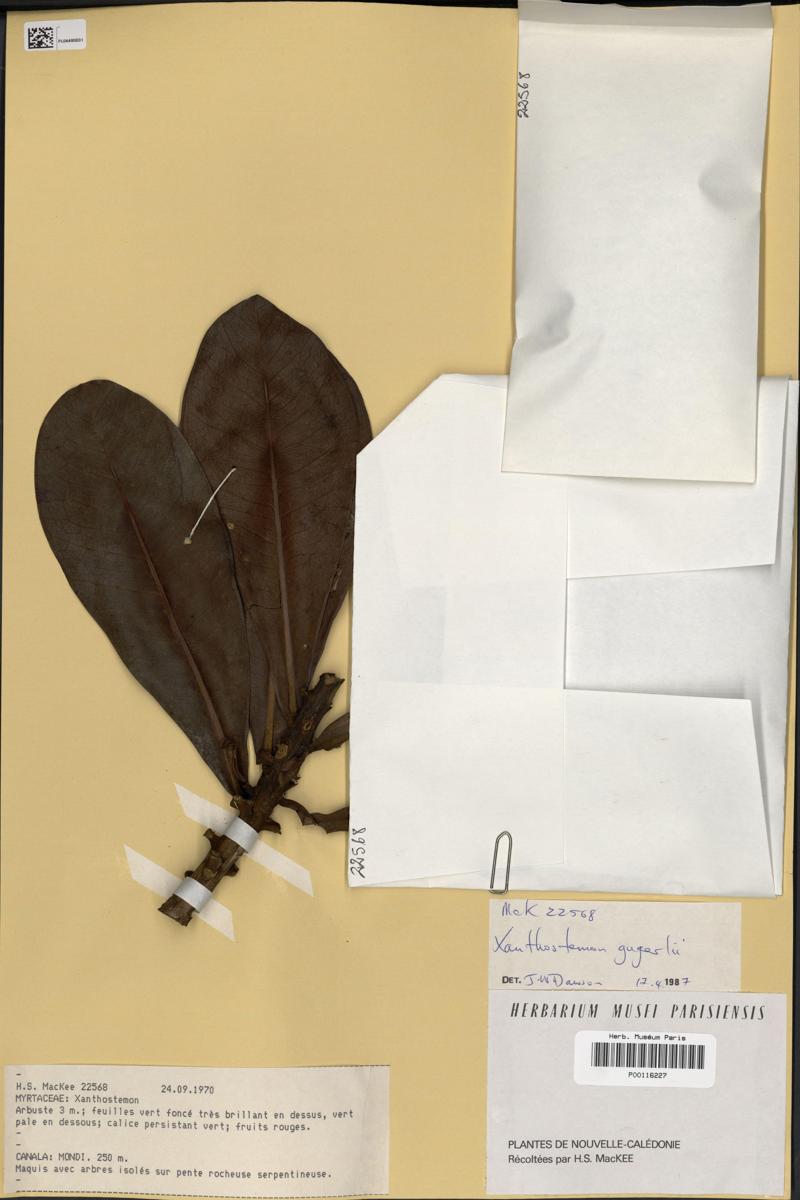 22568
22568
McK 22568
Xanthostemon gugerlii
DET. J.W. Dawson 17.4.1987
HERBARIUM MUSEI PARISIENSIS
Herb. Muséum Paris
P00116227
PLANTES DE NOUVELLE-CALÉDONIE
Récoltées par H.S. MacKEE
H.S. MacKee 22568 24.09.1970
MYRTACEAE: Xanthostemon
Arbuste 3 m.; feuilles vert foncé très brillant en dessus, vert
pale en dessous; calice persistant vert; fruits rouges.
CANALA: MONDI. 250 m.
Maquis avec arbres isolés sur pente rocheuse serpentineuse.